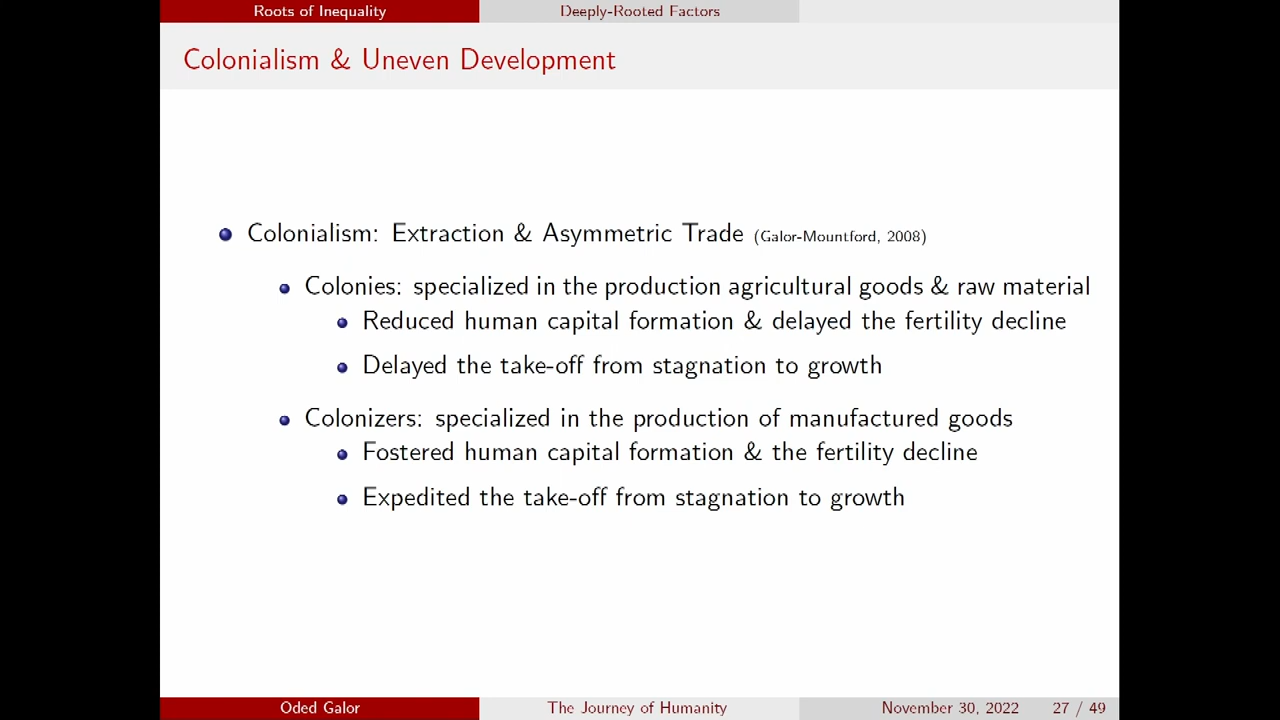 Roots of Inequality
Deeply-Rooted Factors
Colonialism & Uneven Development
Colonialism: Extraction & Asymmetric Trade (Galor-Mountford, 2008)
Colonies: specialized in the production agricultural goods & raw material
Reduced human capital formation & delayed the fertility decline
Delayed the take-off from stagnation to growth
Colonizers: specialized in the production of manufactured goods
Fostered human capital formation & the fertility decline
Expedited the take-off from stagnation to growth
Oded Galor
The Journey of Humanity
November 30, 2022
27 / 49